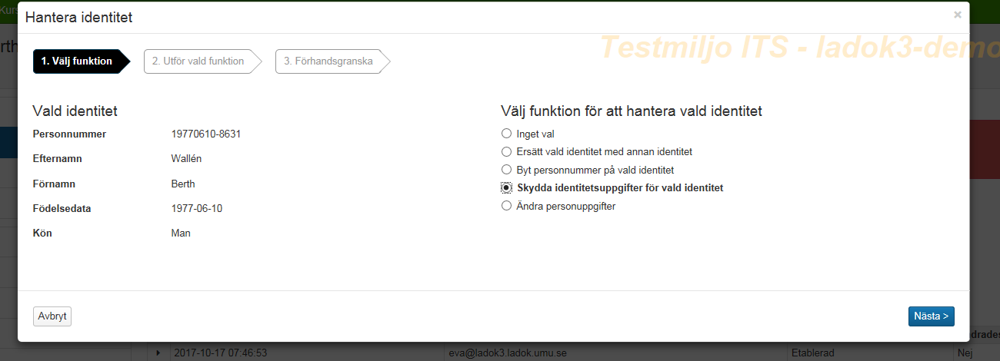 Kurs
Hantera identitet
×
Testmiljo ITS - ladok3-demo
1. Välj funktion
2. Utför vald funktion
3. Förhandsgranska
Vald identitet
Personnummer 19770610-8631
Efternamn Wallén
Förnamn Berth
Födelsedata 1977-06-10
Kön Man
Välj funktion för att hantera vald identitet
Inget val
Ersätt vald identitet med annan identitet
Byt personnummer på vald identitet
Skydda identitetsuppgifter för vald identitet
Ändra personuppgifter
Avbryt
Nästa >
2017-10-17 07:46:53 eva@ladok3.ladok.umu.se Etablerad Nej